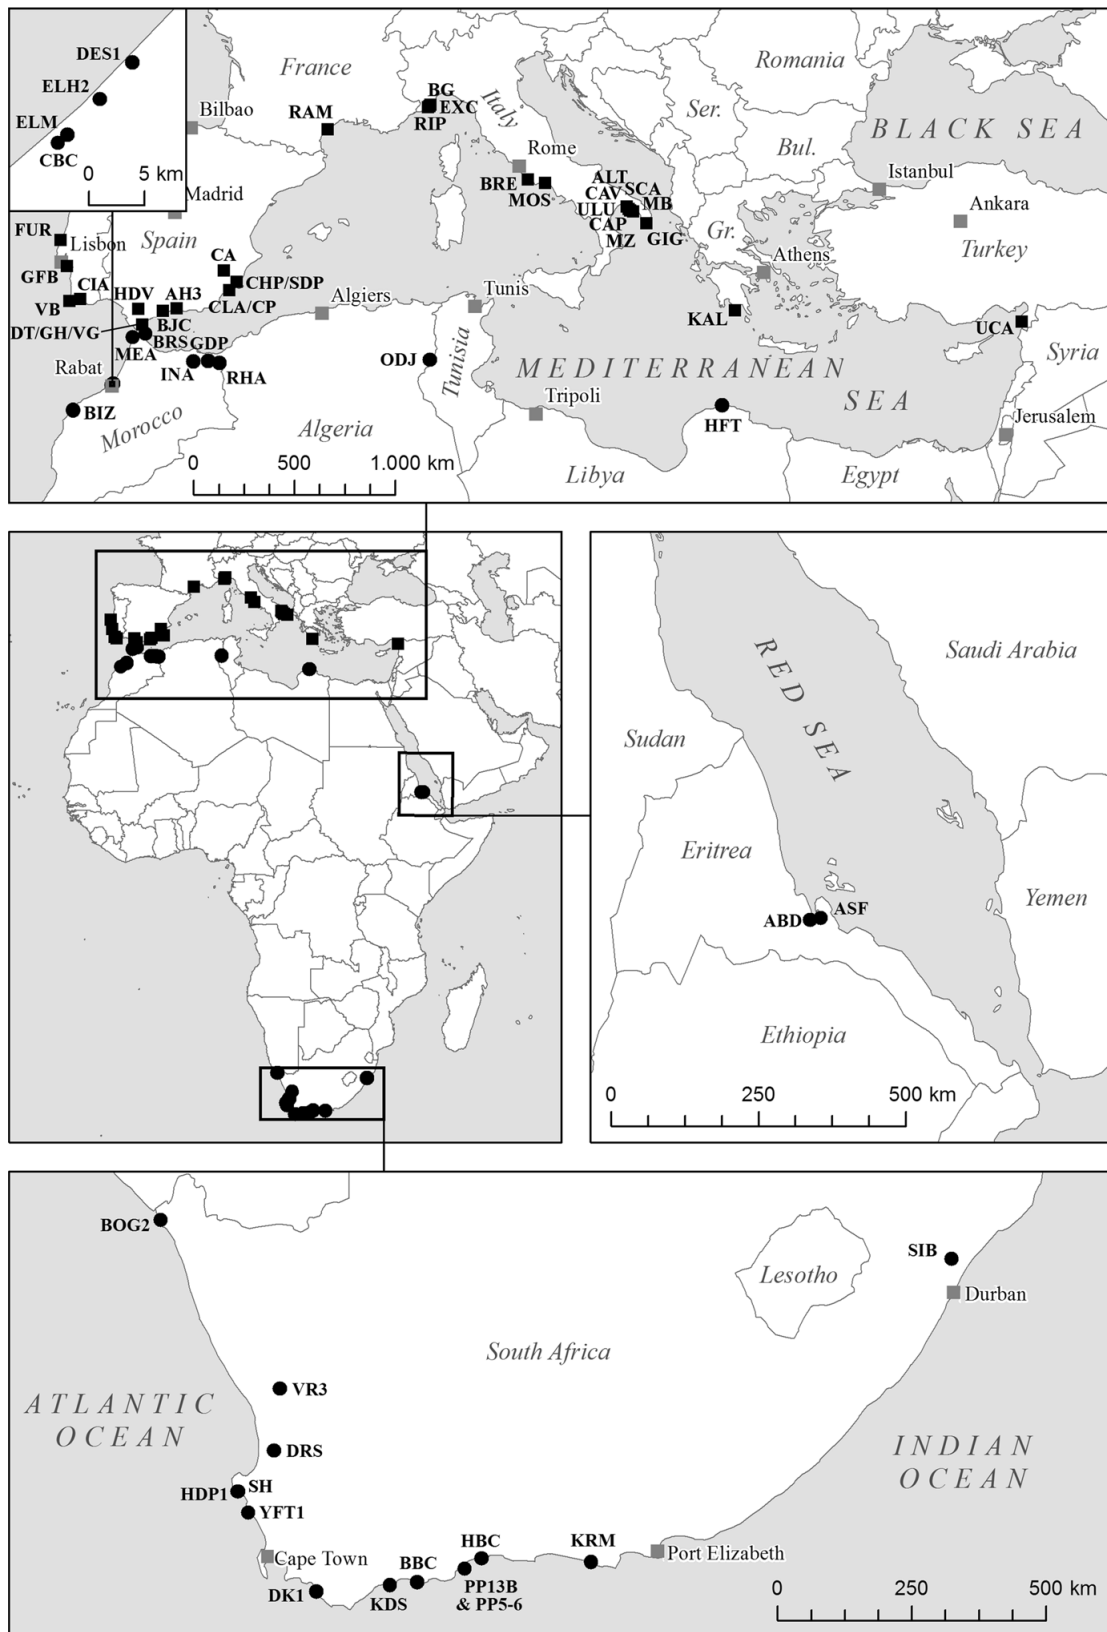 DES1
ELH2
ELM
CBC
0 5 km
France
Romania
BG
EXC
RIP
RAM
Bilbao
Italy
Ser.
BLACK SEA
Bul.
Rome
BRE
MOS
ALT
SCA
CAV
MB
ULU
CAP
MZ
GIG
Istanbul
Ankara
Turkey
Madrid
FUR
Lisbon
Spain
GFB
CIA
VB
CA
CHP/SDP
CLA/CP
HDV
AH3
DT/GH/VG
BJC
BRS
GDP
MEA
Gr.
Athens
Algiers
Tunis
KAL
UCA
Syria
Rabat
INA
RHA
ODJ
Tunisia
MEDITERRANEAN
SEA
Tripoli
HFT
Jerusalem
BIZ
Morocco
Algeria
0 500 1.000 km
Libya
Egypt
RED SEA
Saudi Arabia
Sudan
Eritrea
Yemen
ABD
ASF
Ethiopia
0 250 500 km
BOG2
SIB
Lesotho
Durban
South Africa
VR3
ATLANTIC
OCEAN
DRS
INDIAN
OCEAN
HDP1
SH
YFT1
HBC
KRM
Cape Town
BBC
Port Elizabeth
DK1
KDS
PP13B
& PP5-6
0 250 500 km